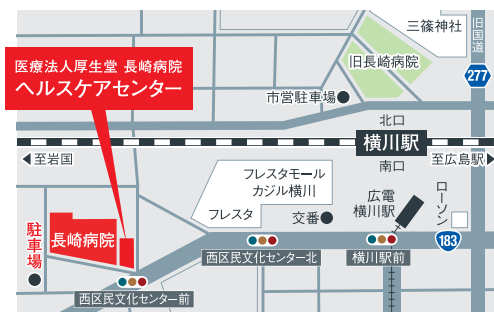 三篠神社
旧国道
旧長崎病院
277
医療法人厚生堂 長崎病院
ヘルスケアセンター
市営駐車場
北口
横川駅
至岩国
至広島駅
南口
フレスタモール
カジル横川
広電
横川駅
ローソン
フレスタ
交番
駐車場
長崎病院
183
西区民文化センター北
横川駅前
西区民文化センター前